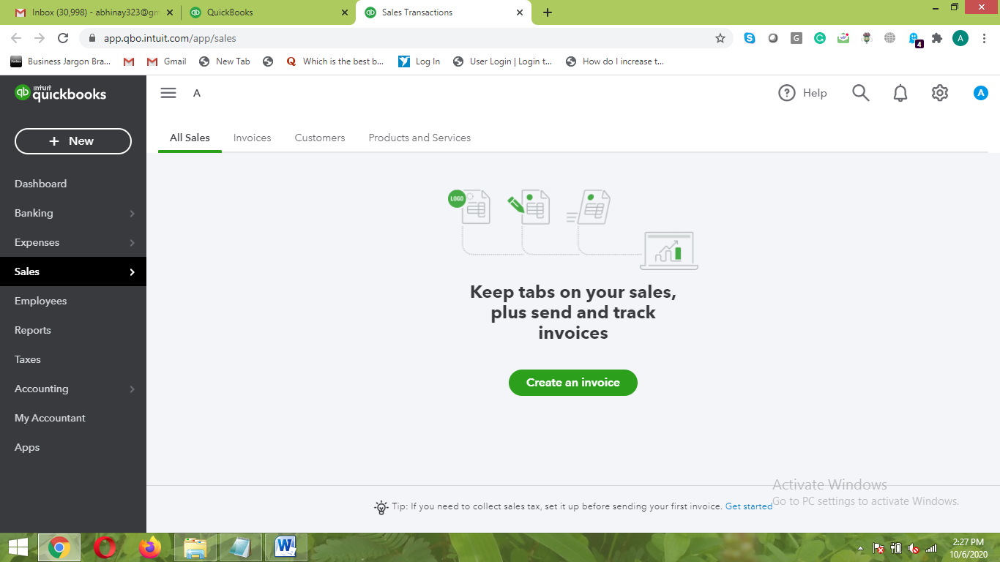 Inbox (30,998) - abhinay323@gm
QuickBooks
Sales Transactions
app.qbo.intuit.com/app/sales
G
4
A
Business Jargon Bra...
Gmail
New Tab
Which is the best b...
Log In
User Login | Login t...
How do I increase t...
intuit
quickbooks
A
Help
A
New
All Sales
Invoices
Customers
Products and Services
Dashboard
Banking
Expenses
Sales
Employees
Reports
Taxes
Accounting
My Accountant
Apps
LOGO
Keep tabs on your sales,
plus send and track
invoices
Create an invoice
Activate Windows
Go to PC settings to activate Windows.
Tip: If you need to collect sales tax, set it up before sending your first invoice. Get started
2:27 PM
10/6/2020